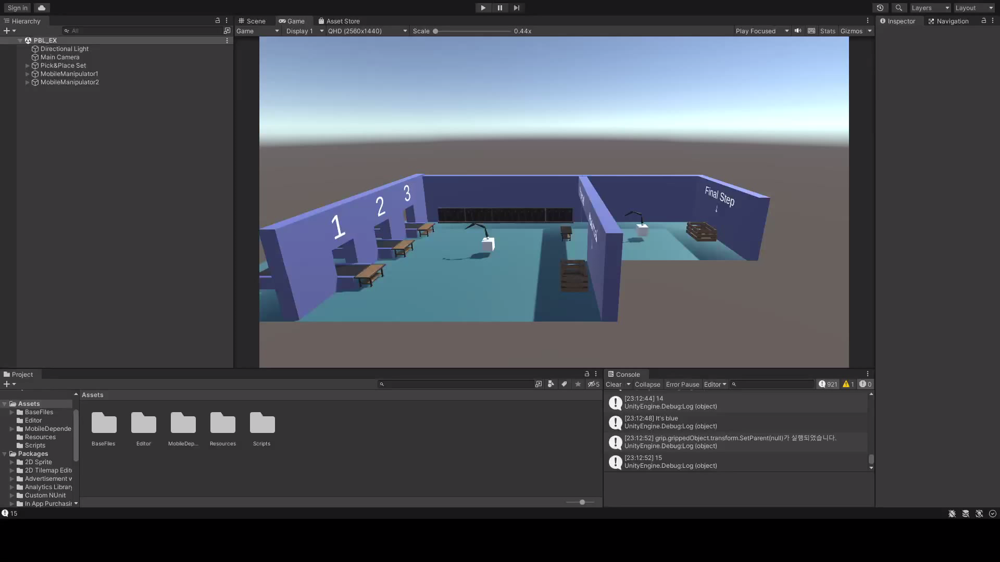 Sign in
Layers
Layout
Hierarchy
All
PBL_EX
Directional Light
Main Camera
Pick&Place Set
MobileManipulator1
MobileManipulator2
Scene
Game
Asset Store
Game
Display 1
QHD (2560x1440)
Scale
0.44x
Play Focused
Stats
Gizmos
1
2
3
Final Step
↓
Inspector
Navigation
Project
5
Assets
BaseFiles
Editor
MobileDepende
Resources
Scripts
Packages
2D Sprite
2D Tilemap Edit
Advertisement w
Analytics Library
Custom NUnit
In App Purchasin
Assets
BaseFiles
Editor
MobileDep...
Resources
Scripts
Console
Clear
Collapse
Error Pause
Editor
921
1
0
[23:12:44] 14
UnityEngine.Debug:Log (object)
[23:12:48] It's blue
UnityEngine.Debug:Log (object)
[23:12:52] grip.grippedObject.transform.SetParent(null)가 실행되었습니다.
UnityEngine.Debug:Log (object)
[23:12:52] 15
UnityEngine.Debug:Log (object)
15